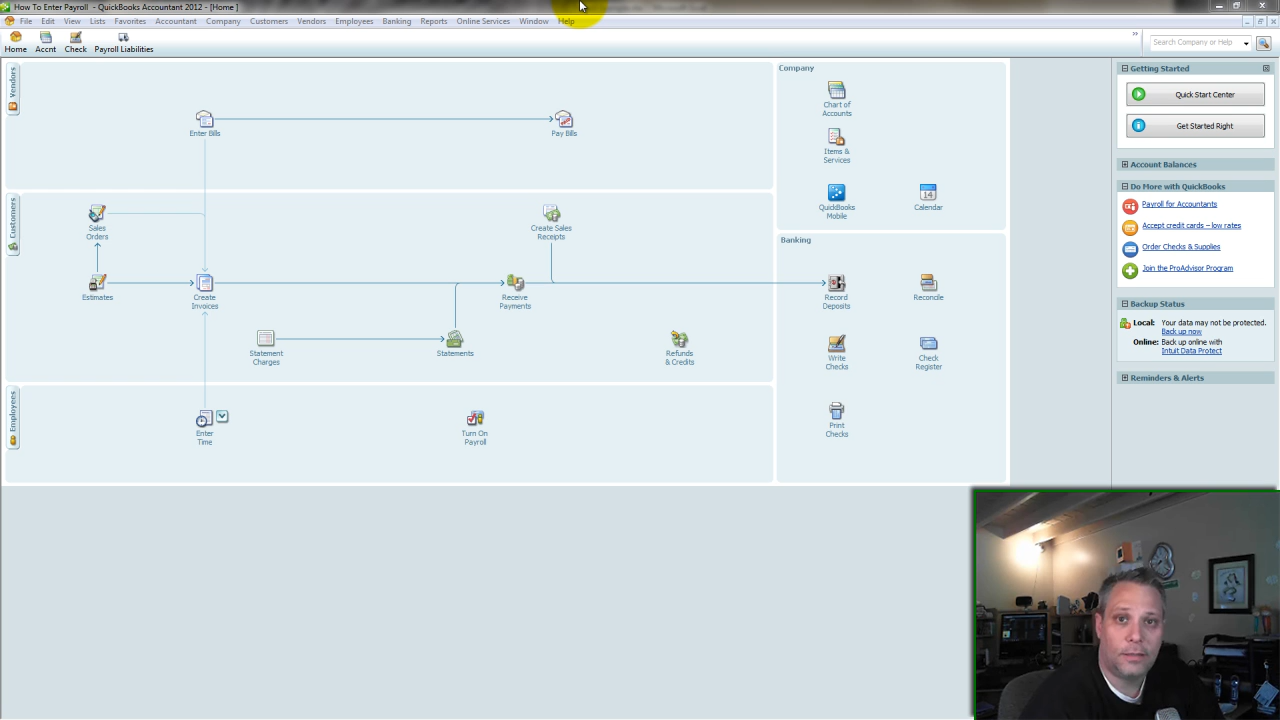 How To Enter Payroll - QuickBooks Accountant 2012 - [Home ]
File Edit View Lists Favorites Accountant Company Customers Vendors Employees Banking Reports Online Services Window Help
Home Accnt Check Payroll Liabilities
»
Search Company or Help
Vendors
Enter Bills
Pay Bills
Customers
Sales
Orders
Create Sales
Receipts
Estimates
Create
Invoices
Receive
Payments
Statement
Charges
Statements
Refunds
& Credits
Employees
Enter
Time
Turn On
Payroll
Company
Chart of
Accounts
Items &
Services
QuickBooks
Mobile
14
Calendar
Banking
Record
Deposits
Reconcile
Write
Checks
Check
Register
Print
Checks
Getting Started
Quick Start Center
Get Started Right
Account Balances
Do More with QuickBooks
Payroll for Accountants
Accept credit cards – low rates
Order Checks & Supplies
Join the ProAdvisor Program
Backup Status
Local: Your data may not be protected.
Back up now
Online: Back up online with
Intuit Data Protect
Reminders & Alerts